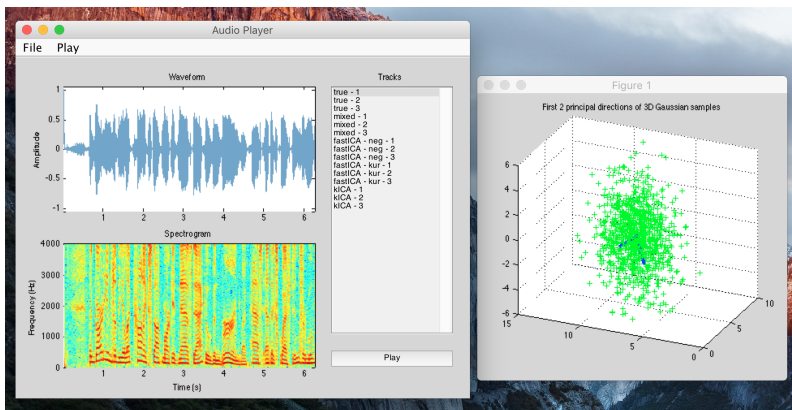 Audio Player
File Play
Waveform
1
0.5
0
-0.5
-1
Amplitude
1 2 3 4 5 6
Spectrogram
4000
3000
2000
1000
0
Frequency (Hz)
1 2 3 4 5 6
Time (s)
Tracks
true - 1
true - 2
true - 3
mixed - 1
mixed - 2
mixed - 3
fastICA - neg - 1
fastICA - neg - 2
fastICA - neg - 3
fastICA - kur - 1
fastICA - kur - 2
fastICA - kur - 3
kICA - 1
kICA - 2
kICA - 3
Play
Figure 1
First 2 principal directions of 3D Gaussian samples
6
4
2
0
-2
-4
-6
15
10
5
0
0
5
10